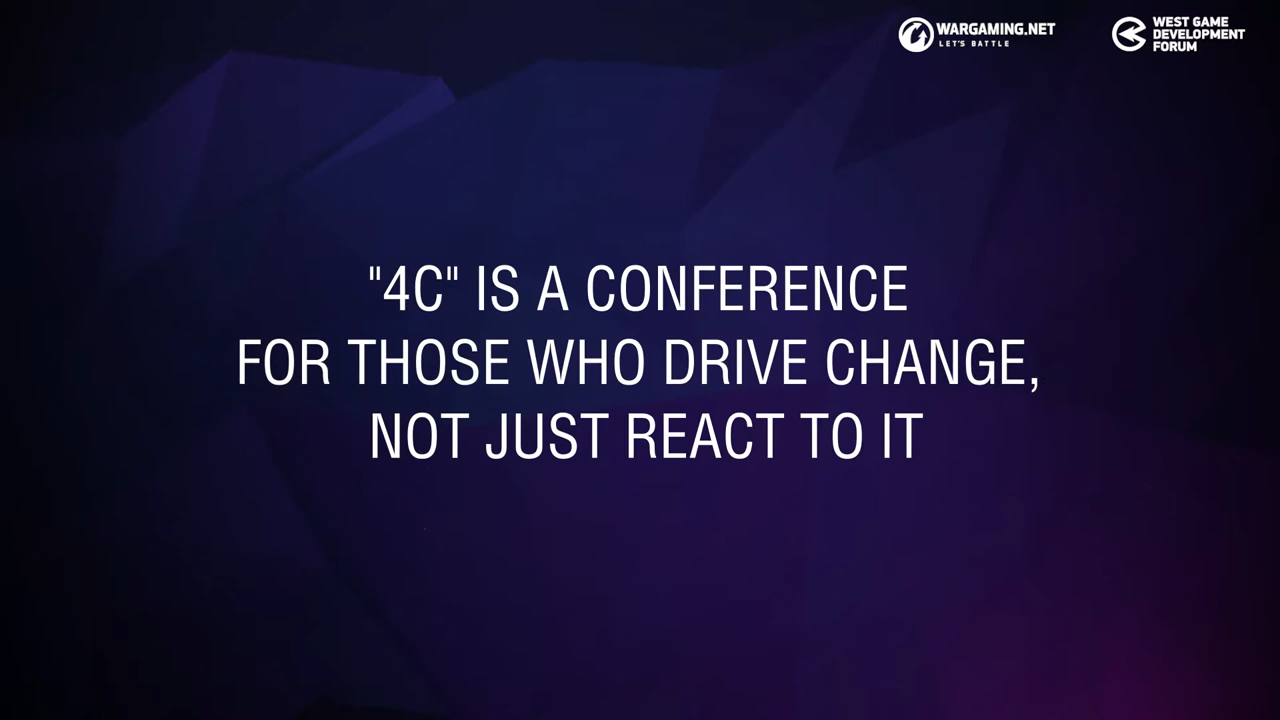 WARGAMING.NET
LET'S BATTLE
WEST GAME
DEVELOPMENT
FORUM
"4C" IS A CONFERENCE
FOR THOSE WHO DRIVE CHANGE,
NOT JUST REACT TO IT